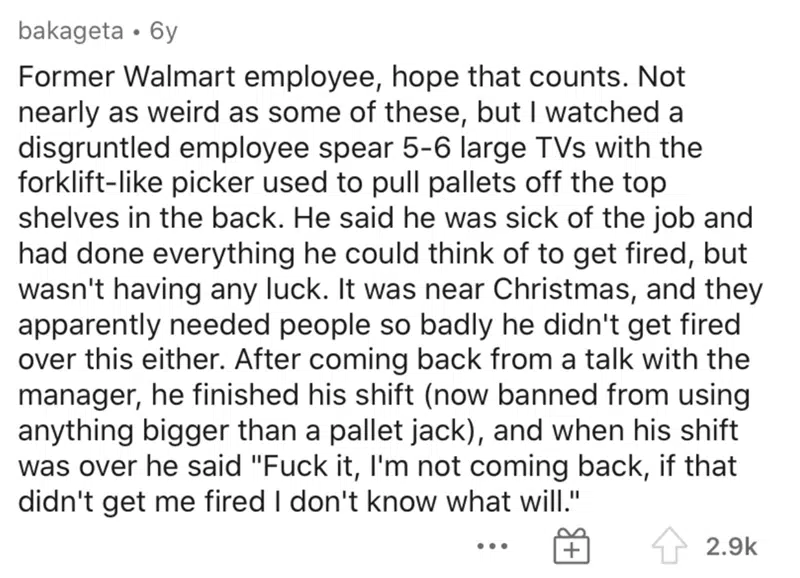 bakageta • 6y
Former Walmart employee, hope that counts. Not
nearly as weird as some of these, but I watched a
disgruntled employee spear 5-6 large TVs with the
forklift-like picker used to pull pallets off the top
shelves in the back. He said he was sick of the job and
had done everything he could think of to get fired, but
wasn't having any luck. It was near Christmas, and they
apparently needed people so badly he didn't get fired
over this either. After coming back from a talk with the
manager, he finished his shift (now banned from using
anything bigger than a pallet jack), and when his shift
was over he said "Fuck it, I'm not coming back, if that
didn't get me fired I don't know what will."
2.9k